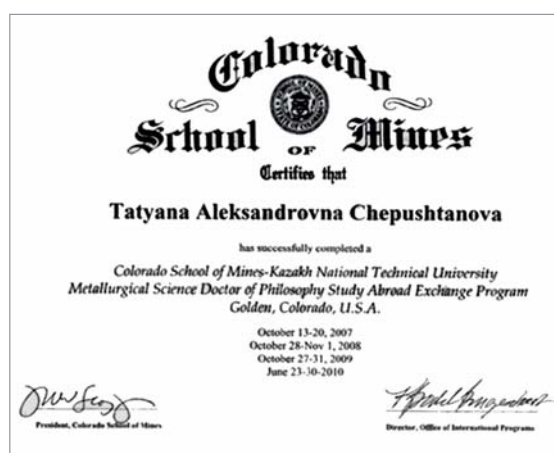 Colorado
School OF Mines
Certifies that
Tatyana Aleksandrovna Chepushtanova
has successfully completed a
Colorado School of Mines-Kazakh National Technical University
Metallurgical Science Doctor of Philosophy Study Abroad Exchange Program
Golden, Colorado, U.S.A.
October 13-20, 2007
October 28-Nov 1, 2008
October 27-31, 2009
June 23-30-2010
President, Colorado School of Mines
Director, Office of International Programs